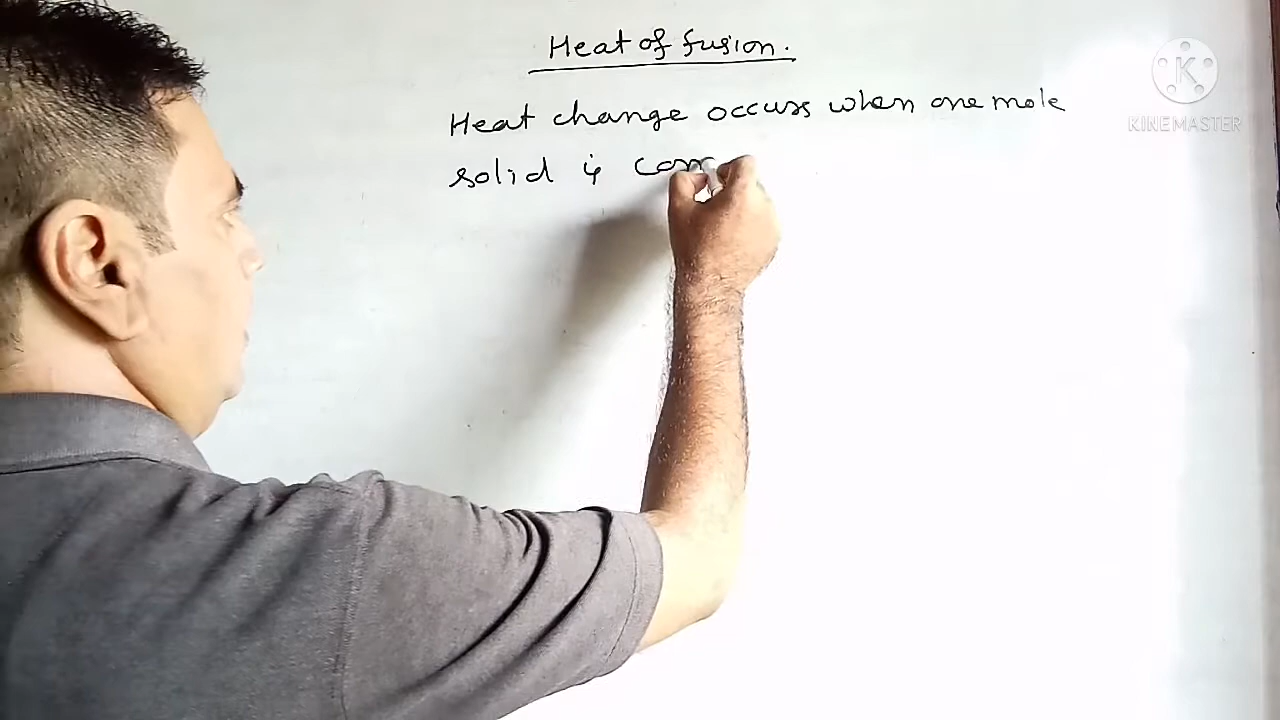 Heat of fusion.
Heat change occurs when one mole
solid is con
KINEMASTER